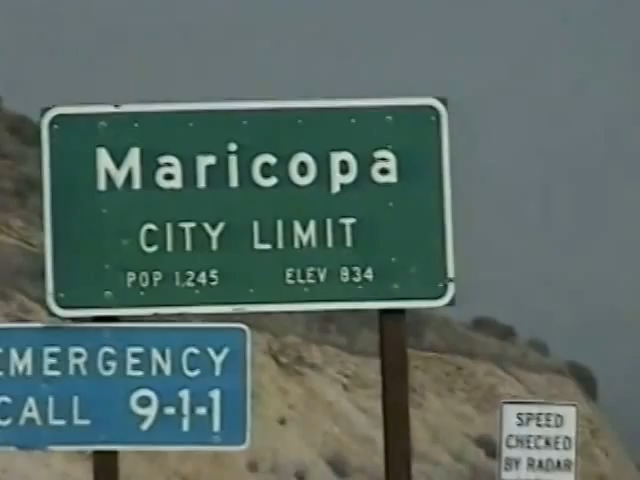 Maricopa
CITY LIMIT
POP 1,245 ELEV 834
EMERGENCY
CALL 9-1-1
SPEED
CHECKED
BY RADAR